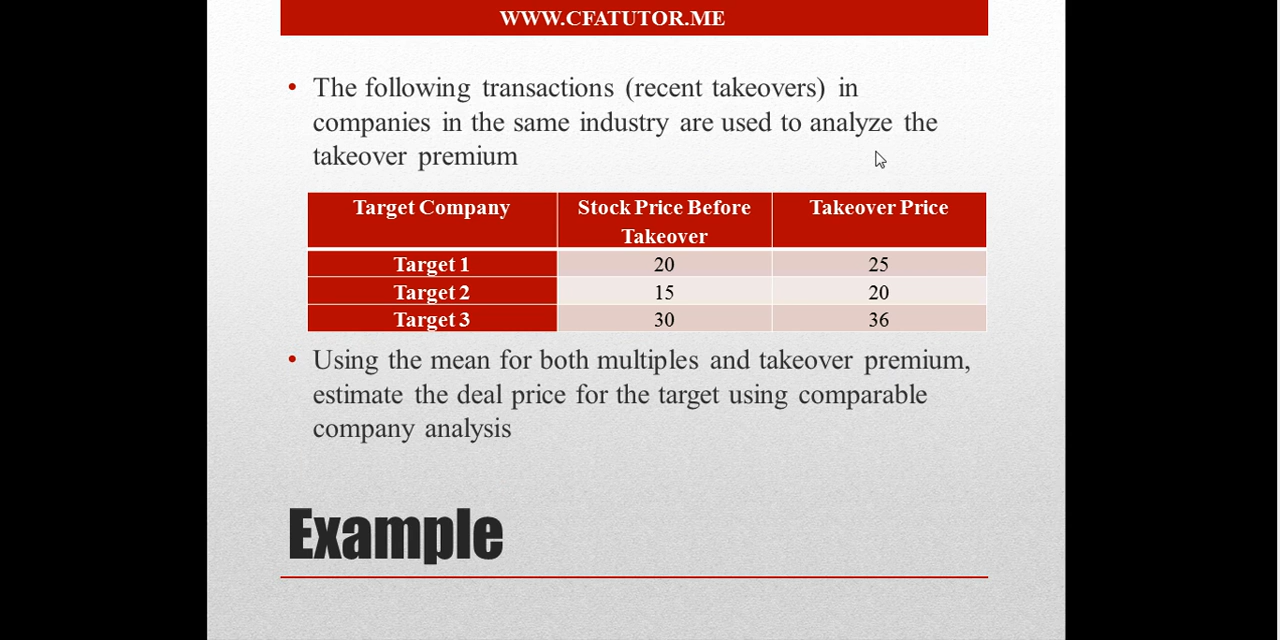 WWW.CFATUTOR.ME
• The following transactions (recent takeovers) in
companies in the same industry are used to analyze the
takeover premium
Target Company Stock Price Before Takeover Takeover Price
Target 1 20 25
Target 2 15 20
Target 3 30 36
• Using the mean for both multiples and takeover premium,
estimate the deal price for the target using comparable
company analysis
Example